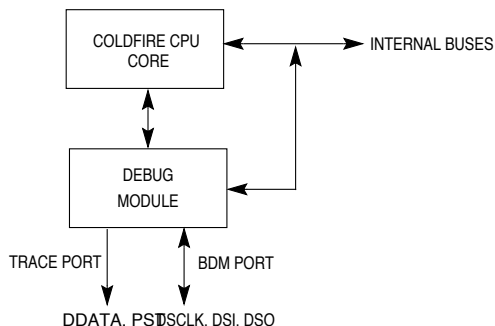 COLDFIRE CPU
CORE
INTERNAL BUSES
DEBUG
MODULE
TRACE PORT
BDM PORT
DDATA, PST
DSCLK, DSI, DSO